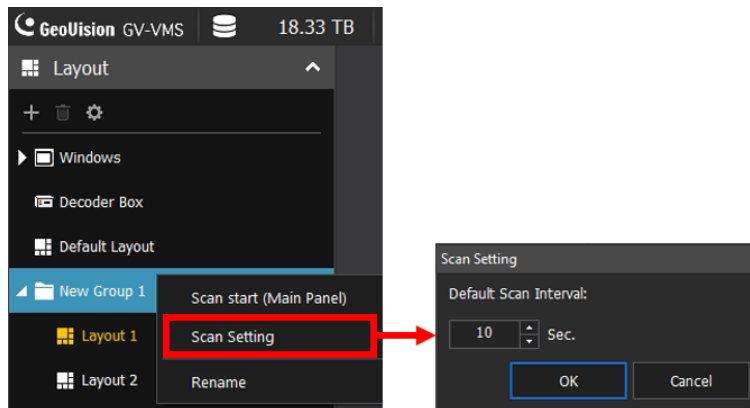 GeoVision GV-VMS 18.33 TB
Layout
Windows
Decoder Box
Default Layout
New Group 1
Layout 1
Layout 2
Scan start (Main Panel)
Scan Setting
Rename
Scan Setting
Default Scan Interval:
10 Sec.
OK Cancel